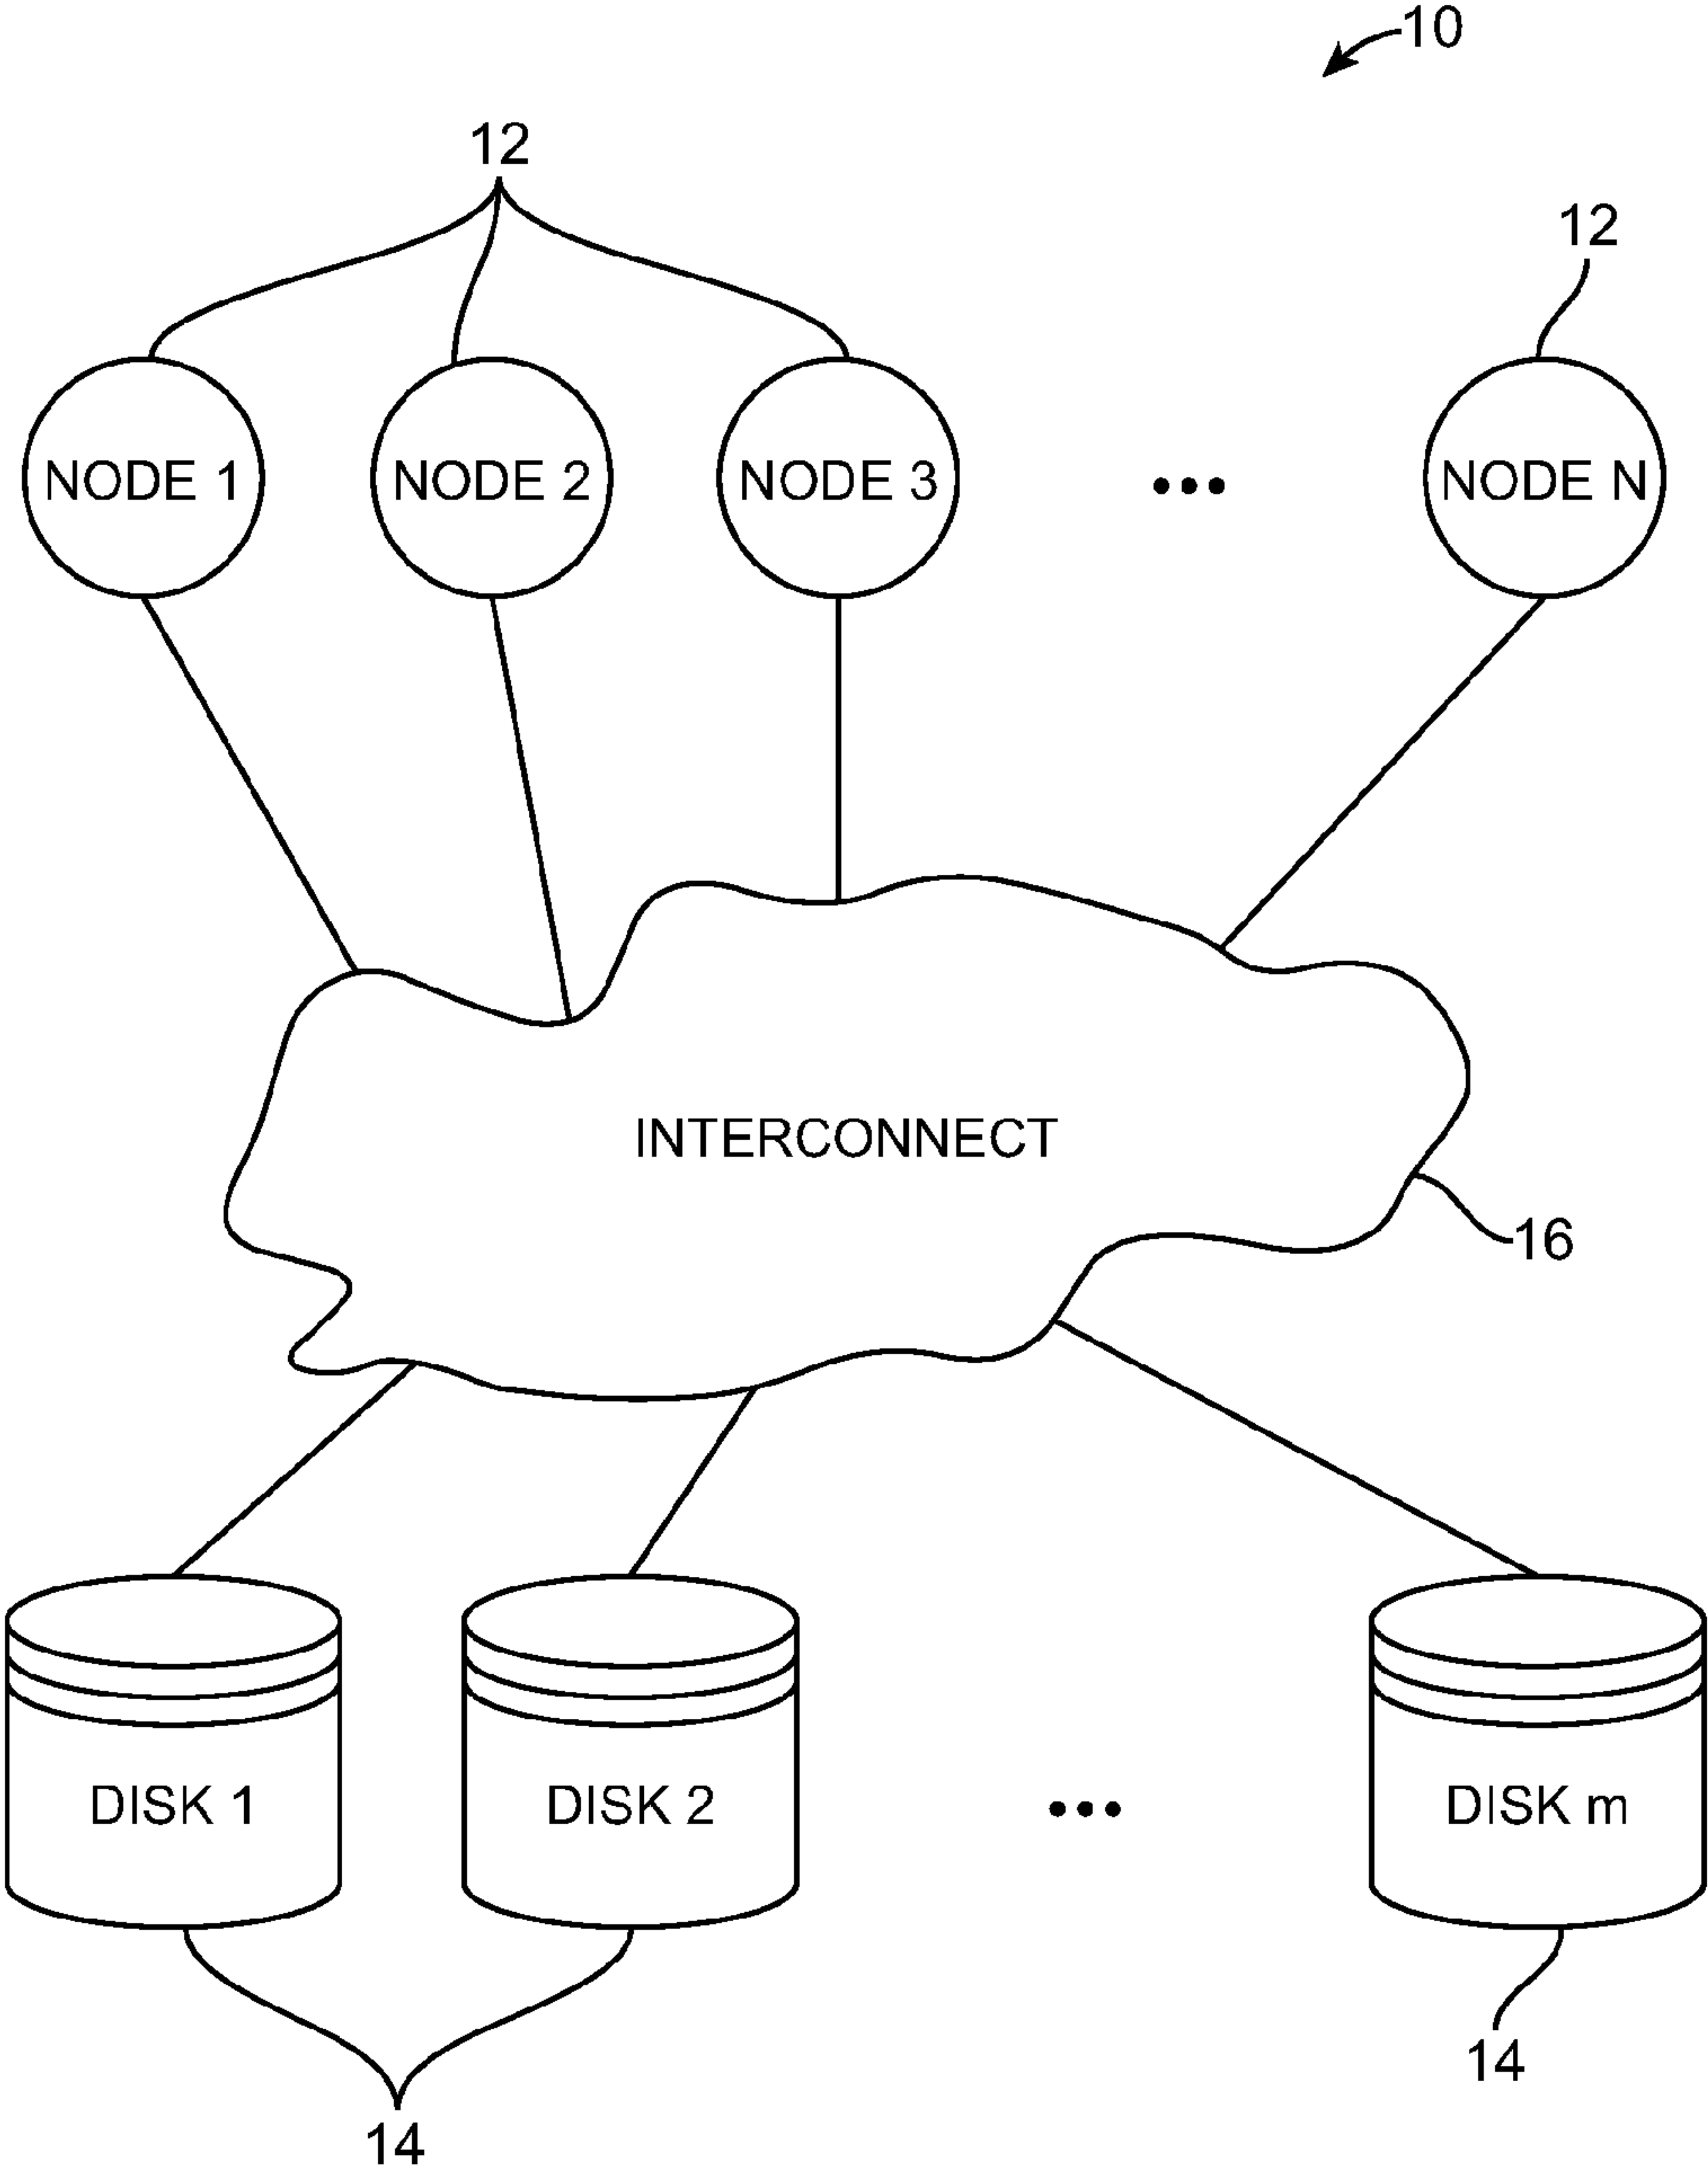 10
12
12
NODE 1
NODE 2
NODE 3
•••
NODE N
INTERCONNECT
16
DISK 1
DISK 2
•••
DISK m
14
14